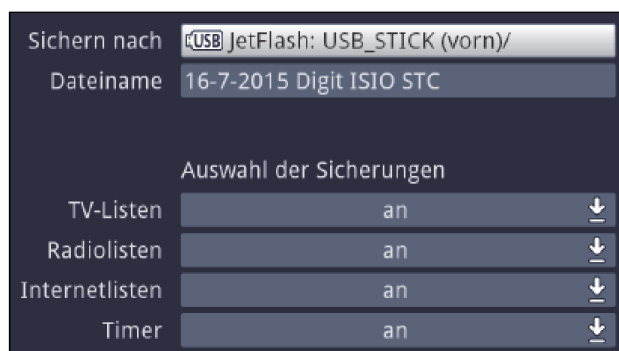 Sichern nach USB JetFlash: USB_STICK (vorn)/
Dateiname 16-7-2015 Digit ISIO STC
Auswahl der Sicherungen
TV-Listen an
Radiolisten an
Internetlisten an
Timer an